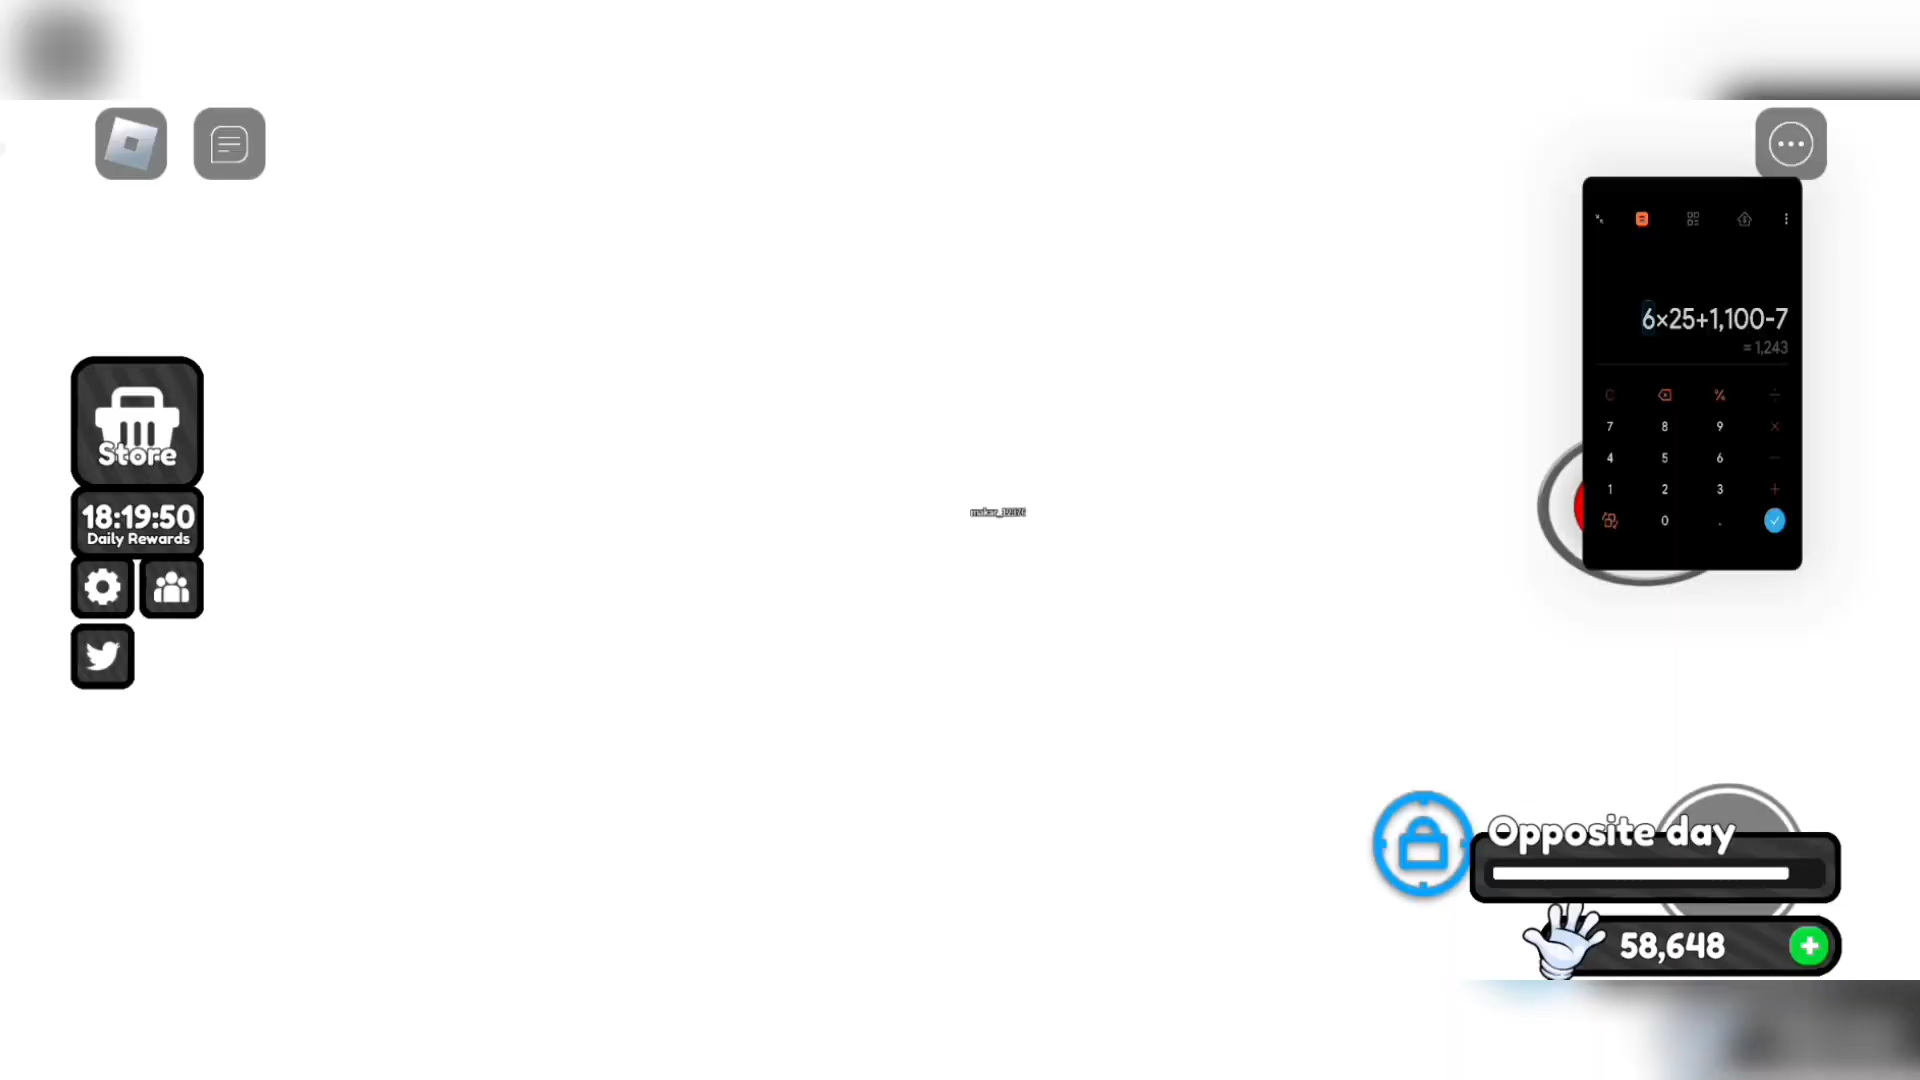 6×25+1,100-7
= 1,243
C % ÷
7 8 9 ×
4 5 6 −
1 2 3 +
0 .
Store
18:19:50
Daily Rewards
Opposite day
58,648